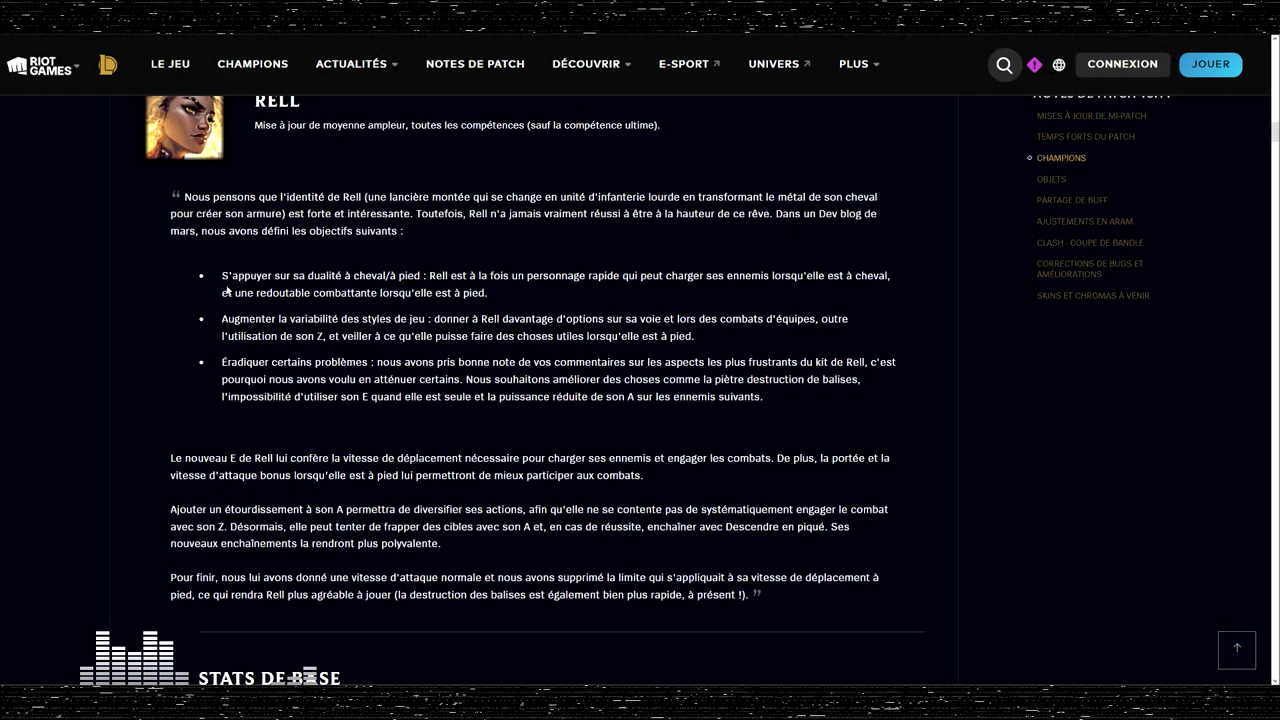 RIOT GAMES
LE JEU
CHAMPIONS
ACTUALITÉS
NOTES DE PATCH
DÉCOUVRIR
E-SPORT
UNIVERS
PLUS
CONNEXION
JOUER
RELL
Mise à jour de moyenne ampleur, toutes les compétences (sauf la compétence ultime).
“ Nous pensons que l'identité de Rell (une lancière montée qui se change en unité d'infanterie lourde en transformant le métal de son cheval
pour créer son armure) est forte et intéressante. Toutefois, Rell n'a jamais vraiment réussi à être à la hauteur de ce rêve. Dans un Dev blog de
mars, nous avons défini les objectifs suivants :
• S'appuyer sur sa dualité à cheval/à pied : Rell est à la fois un personnage rapide qui peut charger ses ennemis lorsqu'elle est à cheval,
et une redoutable combattante lorsqu'elle est à pied.
• Augmenter la variabilité des styles de jeu : donner à Rell davantage d'options sur sa voie et lors des combats d'équipes, outre
l'utilisation de son Z, et veiller à ce qu'elle puisse faire des choses utiles lorsqu'elle est à pied.
• Éradiquer certains problèmes : nous avons pris bonne note de vos commentaires sur les aspects les plus frustrants du kit de Rell, c'est
pourquoi nous avons voulu en atténuer certains. Nous souhaitons améliorer des choses comme la piètre destruction de balises,
l'impossibilité d'utiliser son E quand elle est seule et la puissance réduite de son A sur les ennemis suivants.
Le nouveau E de Rell lui confère la vitesse de déplacement nécessaire pour charger ses ennemis et engager les combats. De plus, la portée et la
vitesse d'attaque bonus lorsqu'elle est à pied lui permettront de mieux participer aux combats.
Ajouter un étourdissement à son A permettra de diversifier ses actions, afin qu'elle ne se contente pas de systématiquement engager le combat
avec son Z. Désormais, elle peut tenter de frapper des cibles avec son A et, en cas de réussite, enchaîner avec Descendre en piqué. Ses
nouveaux enchaînements la rendront plus polyvalente.
Pour finir, nous lui avons donné une vitesse d'attaque normale et nous avons supprimé la limite qui s'appliquait à sa vitesse de déplacement à
pied, ce qui rendra Rell plus agréable à jouer (la destruction des balises est également bien plus rapide, à présent !). ”
STATS DE BASE
NOTES DE PATCH
MISES À JOUR DE MI-PATCH
TEMPS FORTS DU PATCH
CHAMPIONS
OBJETS
PARTAGE DE BUFF
AJUSTEMENTS EN ARAM
CLASH - COUPE DE BANDLE
CORRECTIONS DE BUGS ET
AMÉLIORATIONS
SKINS ET CHROMAS À VENIR